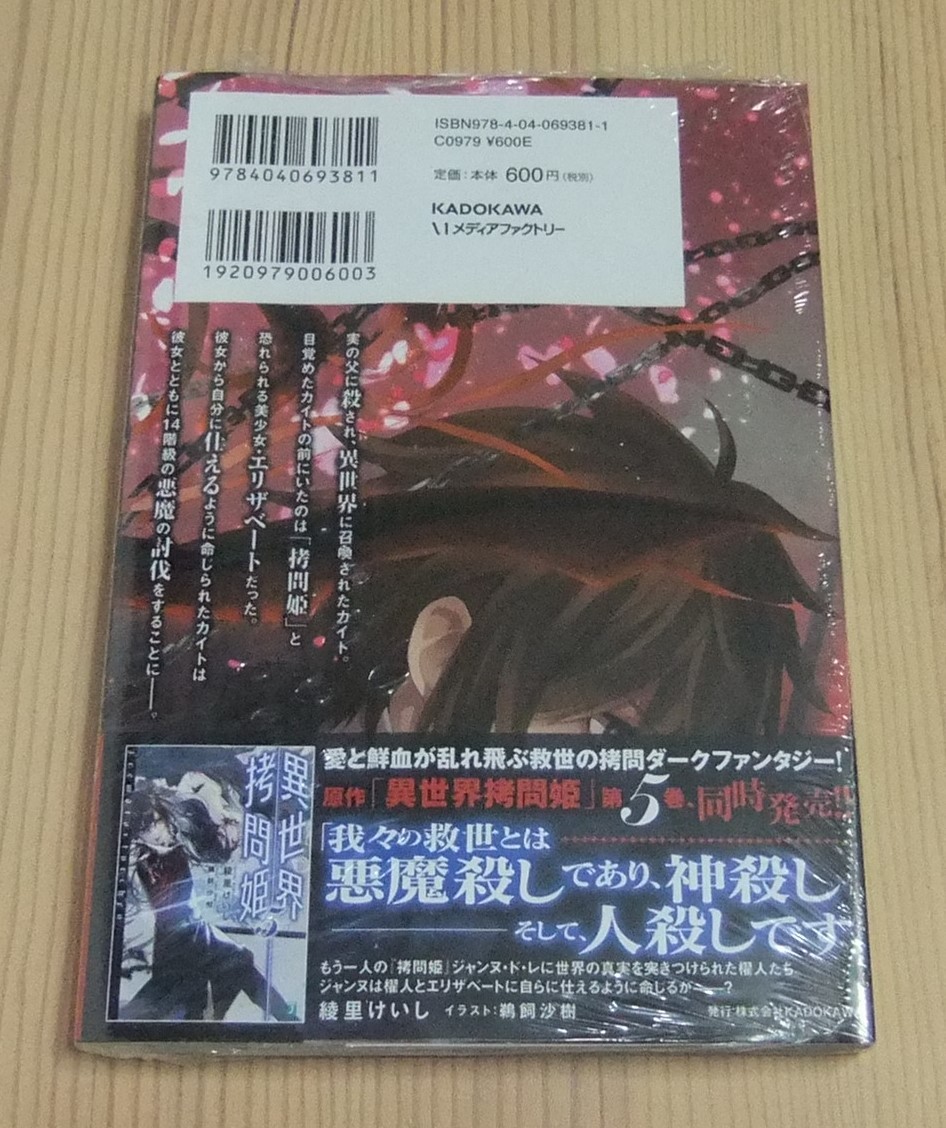 9784040693811
1920979006003
ISBN978-4-04-069381-1
C0979 ¥600E
定価：本体 600円（税別）
KADOKAWA
メディアファクトリー
実の父に殺され、異世界に召喚されたカイト。
目覚めたカイトの前にいたのは「拷問姫」と
恐れられる美少女・エリザベートだった。
彼女から自分に仕えるように命じられたカイトは
彼女とともに14階級の悪魔の討伐をすることに――。
愛と鮮血が乱れ飛ぶ救世の拷問ダークファンタジー！
原作「異世界拷問姫」第5巻、同時発売!!
「我々の救世とは
悪魔殺しであり、神殺し
そして、人殺しです
もう一人の『拷問姫』ジャンヌ・ド・レに世界の真実を突きつけられた櫂人たち
ジャンヌは櫂人とエリザベートに自らに仕えるように命じるが――？
綾里けいし イラスト：鵜飼沙樹
発行 株式会社KADOKAW
異世界
拷問姫
綾里けいし
鵜飼沙樹